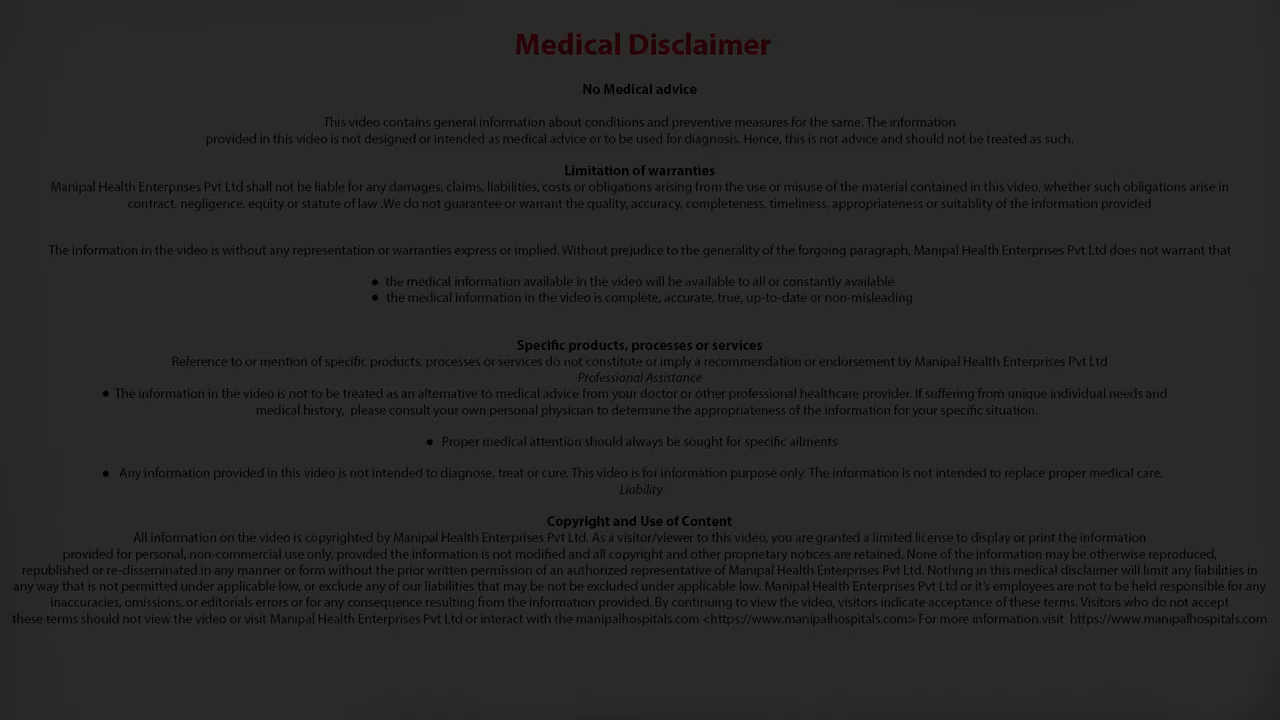 Medical Disclaimer
No Medical advice
This video contains general information about conditions and preventive measures for the same. The information
provided in this video is not designed or intended as medical advice or to be used for diagnosis. Hence, this is not advice and should not be treated as such.
Limitation of warranties
Manipal Health Enterprises Pvt Ltd shall not be liable for any damages, claims, liabilities, costs or obligations arising from the use or misuse of the material contained in this video, whether such obligations arise in
contract, negligence, equity or statute of law .We do not guarantee or warrant the quality, accuracy, completeness, timeliness, appropriateness or suitablity of the information provided
The information in the video is without any representation or warranties express or implied. Without prejudice to the generality of the forgoing paragraph, Manipal Health Enterprises Pvt Ltd does not warrant that
● the medical information available in the video will be available to all or constantly available
● the medical information in the video is complete, accurate, true, up-to-date or non-misleading
Specific products, processes or services
Reference to or mention of specific products, processes or services do not constitute or imply a recommendation or endorsement by Manipal Health Enterprises Pvt Ltd
Professional Assistance
● The information in the video is not to be treated as an alternative to medical advice from your doctor or other professional healthcare provider. If suffering from unique individual needs and
medical history, please consult your own personal physician to determine the appropriateness of the information for your specific situation.
● Proper medical attention should always be sought for specific ailments
● Any information provided in this video is not intended to diagnose, treat or cure. This video is for information purpose only. The information is not intended to replace proper medical care.
Liability
Copyright and Use of Content
All information on the video is copyrighted by Manipal Health Enterprises Pvt Ltd. As a visitor/viewer to this video, you are granted a limited license to display or print the information
provided for personal, non-commercial use only, provided the information is not modified and all copyright and other proprietary notices are retained. None of the information may be otherwise reproduced,
republished or re-disseminated in any manner or form without the prior written permission of an authorized representative of Manipal Health Enterprises Pvt Ltd. Nothing in this medical disclaimer will limit any liabilities in
any way that is not permitted under applicable low, or exclude any of our liabilities that may be not be excluded under applicable low. Manipal Health Enterprises Pvt Ltd or it's employees are not to be held responsible for any
inaccuracies, omissions, or editorials errors or for any consequence resulting from the information provided. By continuing to view the video, visitors indicate acceptance of these terms. Visitors who do not accept
these terms should not view the video or visit Manipal Health Enterprises Pvt Ltd or interact with the manipalhospitals.com <https://www.manipalhospitals.com> For more information.visit https://www.manipalhospitals.com